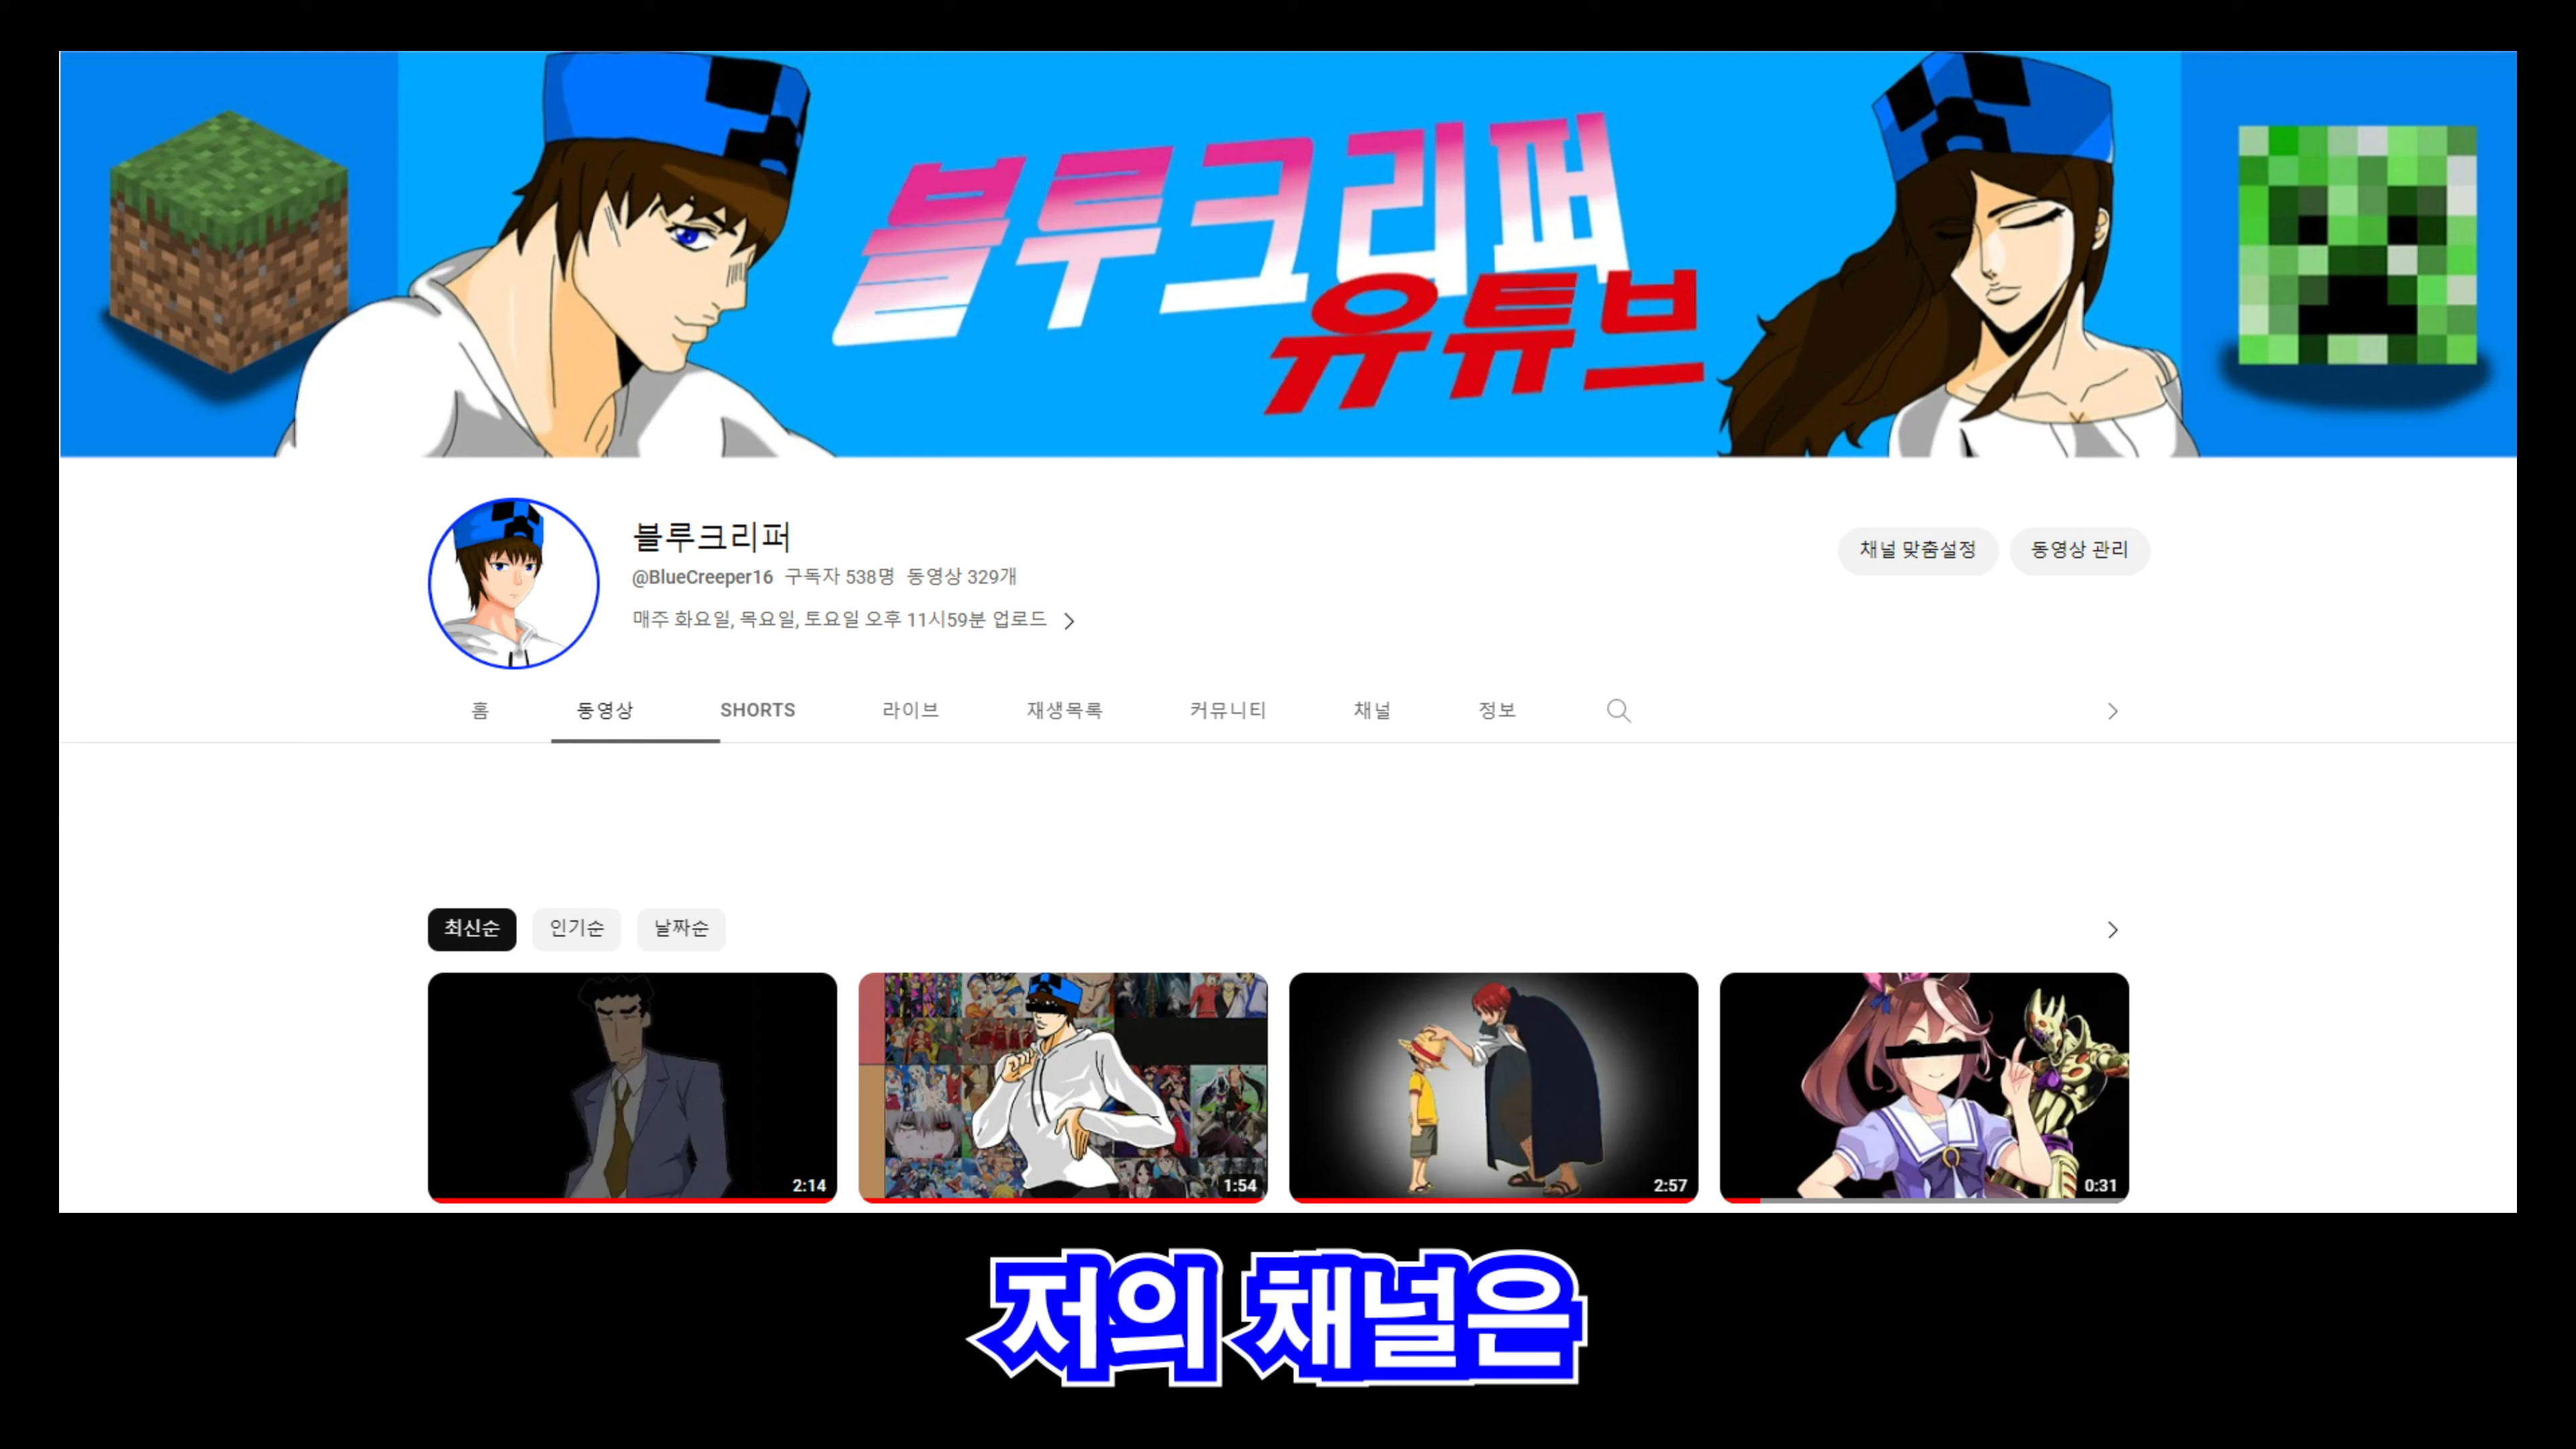 블루크리퍼
유튜브
블루크리퍼
@BlueCreeper16 구독자 538명 동영상 329개
매주 화요일, 목요일, 토요일 오후 11시59분 업로드
채널 맞춤설정 동영상 관리
홈 동영상 SHORTS 라이브 재생목록 커뮤니티 채널 정보
최신순 인기순 날짜순
2:14 1:54 2:57 0:31
저의 채널은